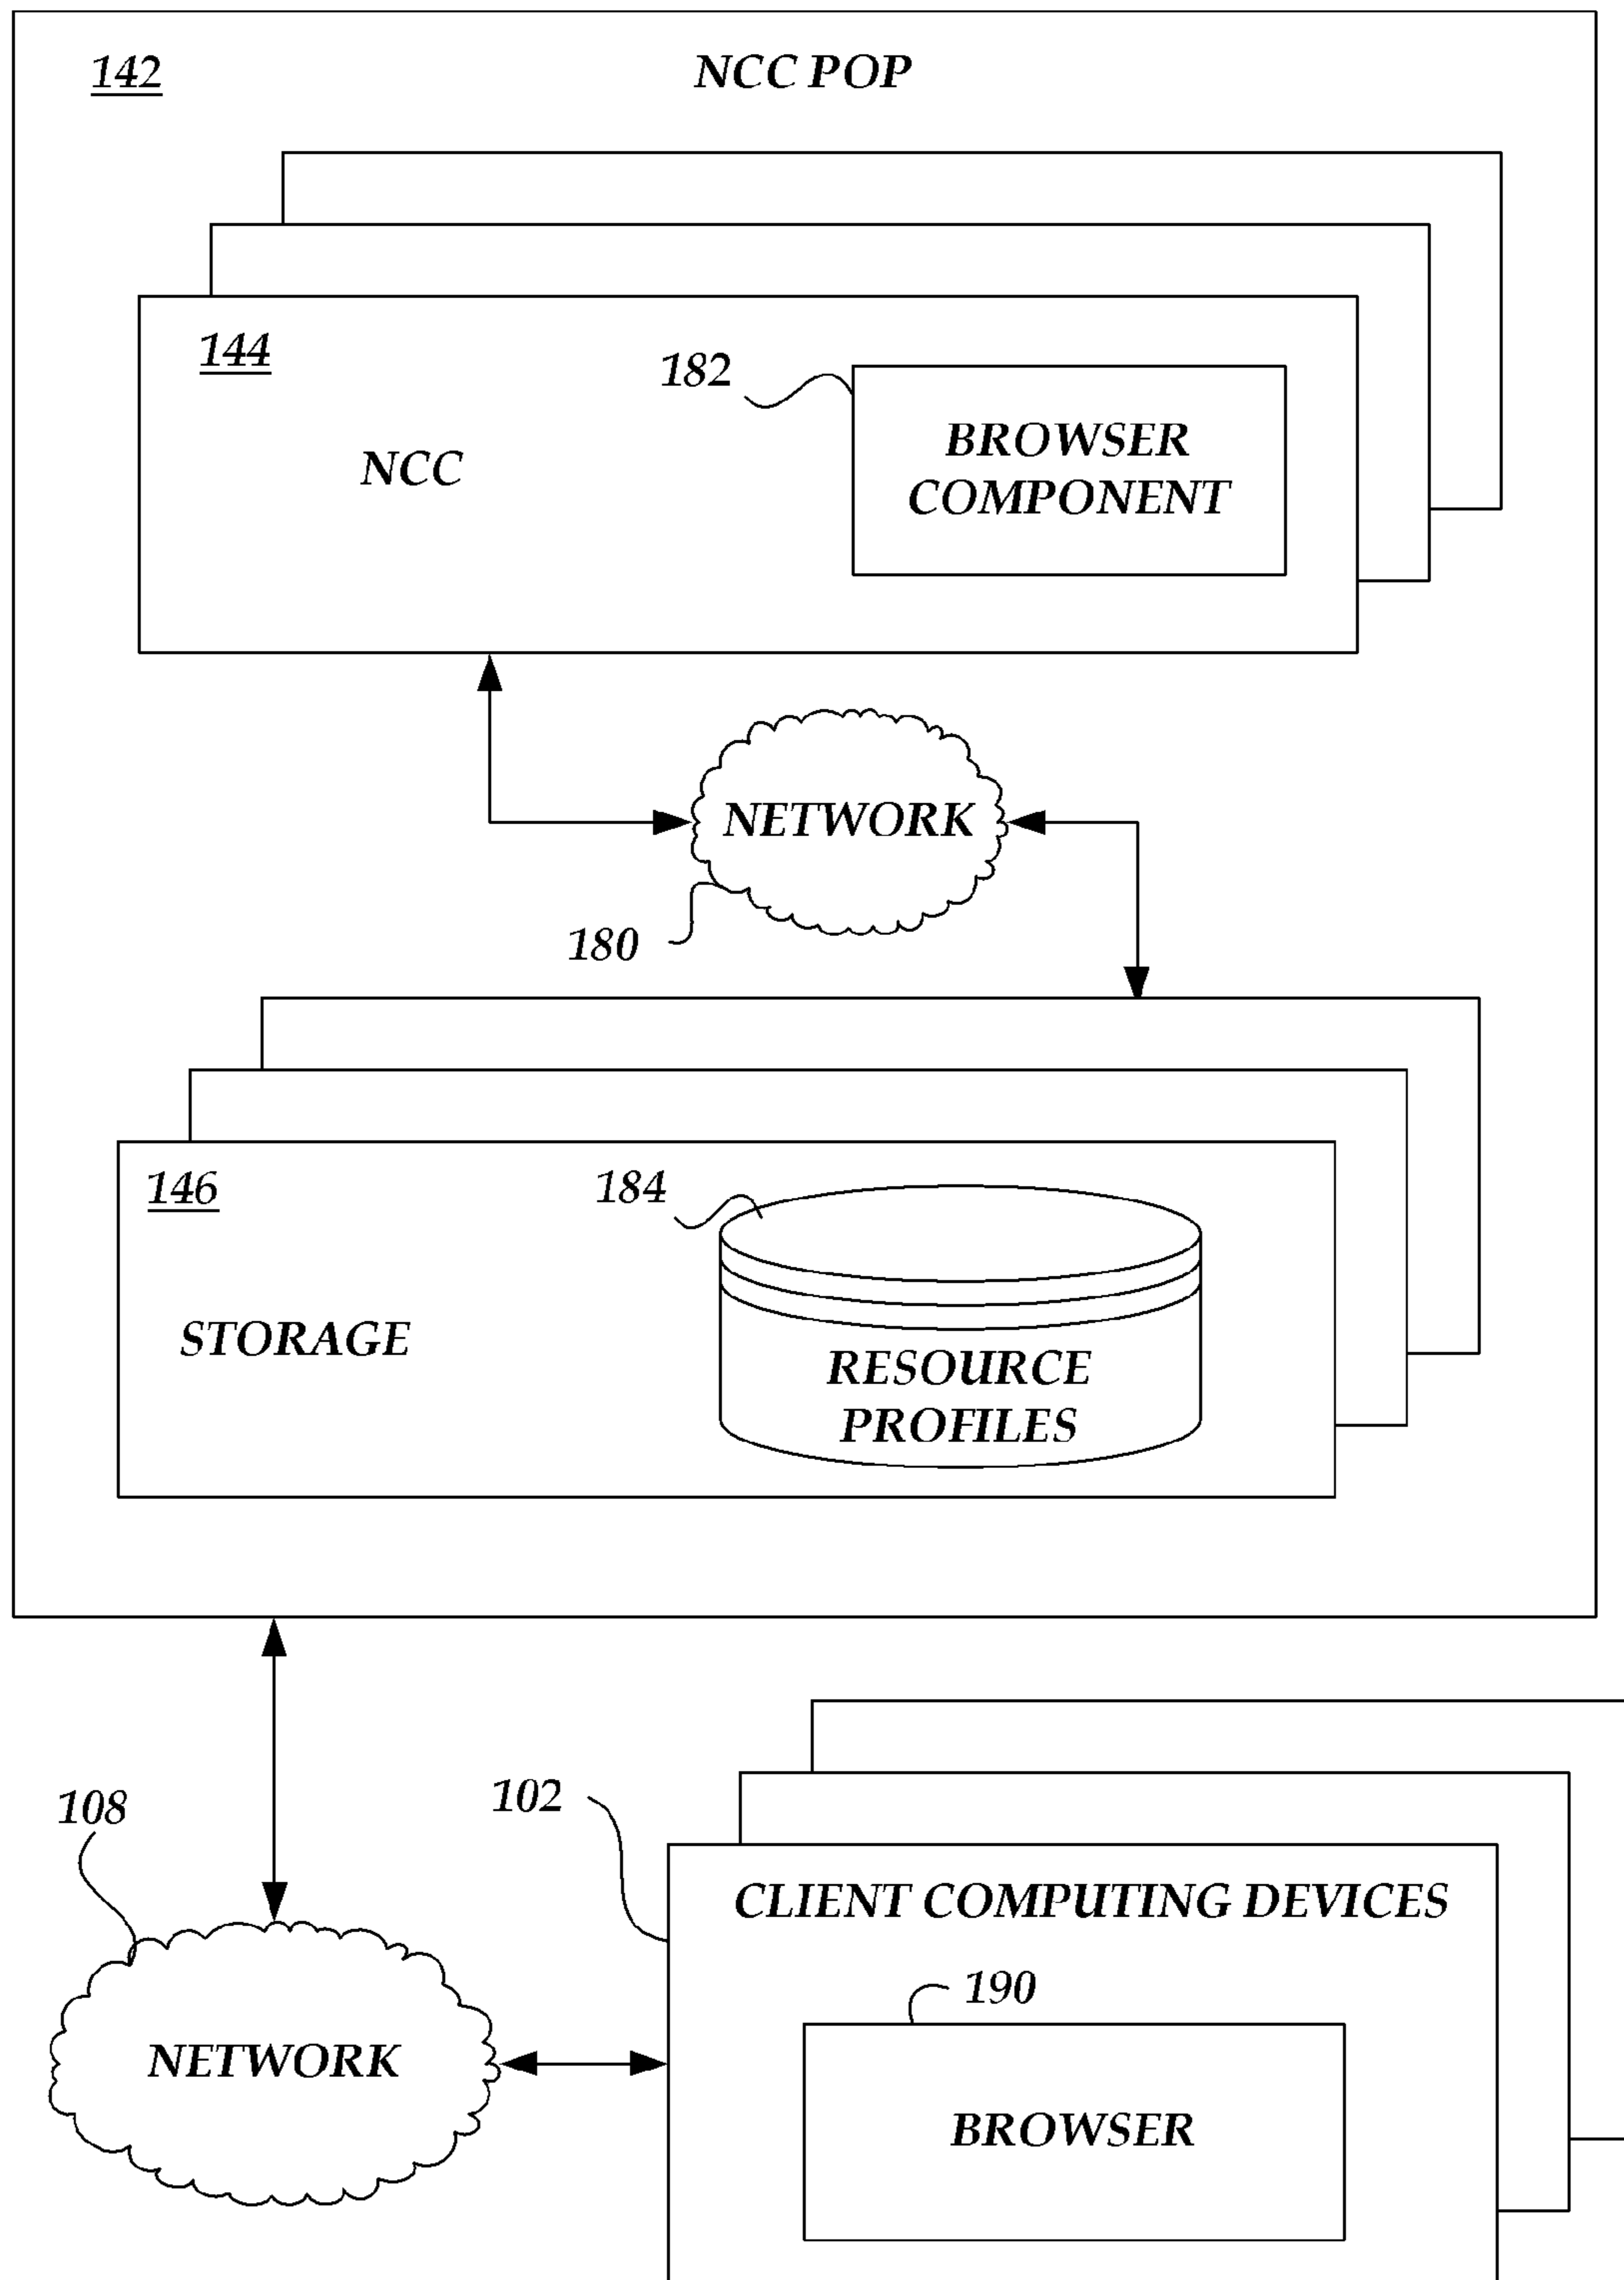 142
NCC POP
144
182
NCC
BROWSER
COMPONENT
NETWORK
180
146
184
STORAGE
RESOURCE
PROFILES
108
102
CLIENT COMPUTING DEVICES
190
NETWORK
BROWSER